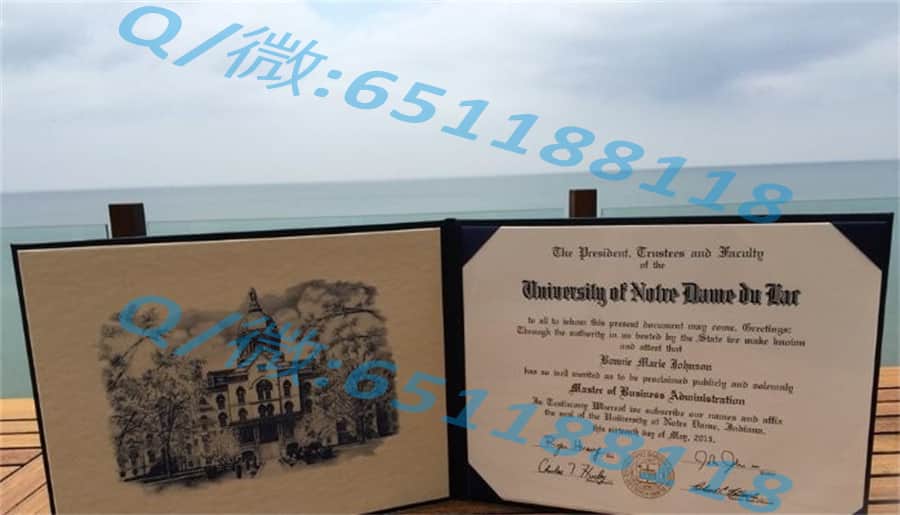 Q/微:651188118
The President, Trustees and Faculty
of the
University of Notre Dame du Lac
to all to whom this present document may come, Greetings:
Through the authority in us vested by the State we make known
and attest that
Bonnie Marie Johnson
has so well merited as to be proclaimed publicly and solemnly
Master of Business Administration
In Testimony Whereof we subscribe our names and affix
the seal of the University at Notre Dame, Indiana,
this sixteenth day of May, 2015.
Q/微:651188118